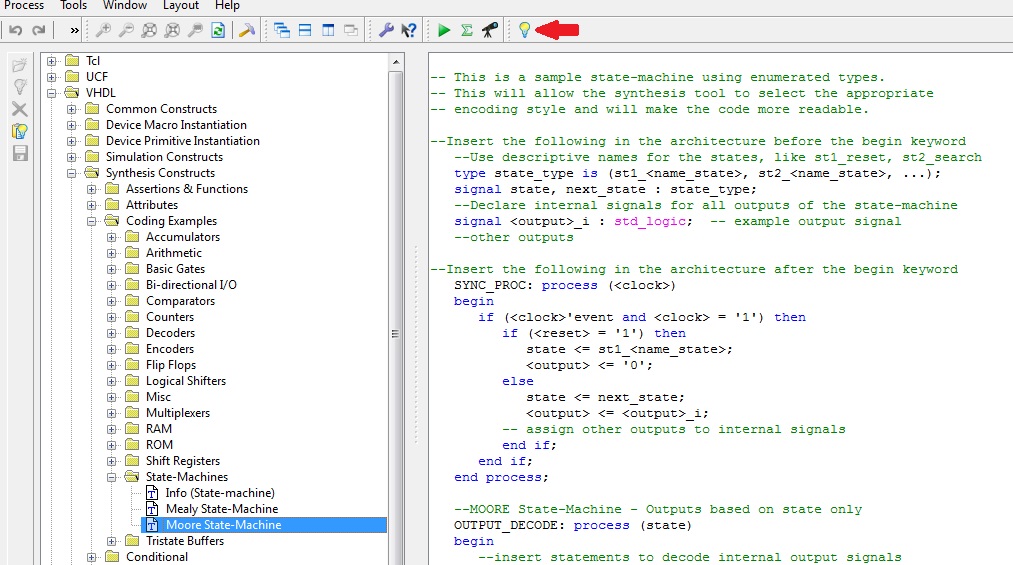 Process Tools Window Layout Help
»
Tcl
UCF
VHDL
Common Constructs
Device Macro Instantiation
Device Primitive Instantiation
Simulation Constructs
Synthesis Constructs
Assertions & Functions
Attributes
Coding Examples
Accumulators
Arithmetic
Basic Gates
Bi-directional I/O
Comparators
Counters
Decoders
Encoders
Flip Flops
Logical Shifters
Misc
Multiplexers
RAM
ROM
Shift Registers
State-Machines
Info (State-machine)
Mealy State-Machine
Moore State-Machine
Tristate Buffers
Conditional
-- This is a sample state-machine using enumerated types.
-- This will allow the synthesis tool to select the appropriate
-- encoding style and will make the code more readable.
--Insert the following in the architecture before the begin keyword
--Use descriptive names for the states, like st1_reset, st2_search
type state_type is (st1_<name_state>, st2_<name_state>, ...);
signal state, next_state : state_type;
--Declare internal signals for all outputs of the state-machine
signal <output>_i : std_logic; -- example output signal
--other outputs
--Insert the following in the architecture after the begin keyword
SYNC_PROC: process (<clock>)
begin
if (<clock>'event and <clock> = '1') then
if (<reset> = '1') then
state <= st1_<name_state>;
<output> <= '0';
else
state <= next_state;
<output> <= <output>_i;
-- assign other outputs to internal signals
end if;
end if;
end process;
--MOORE State-Machine - Outputs based on state only
OUTPUT_DECODE: process (state)
begin
--insert statements to decode internal output signals